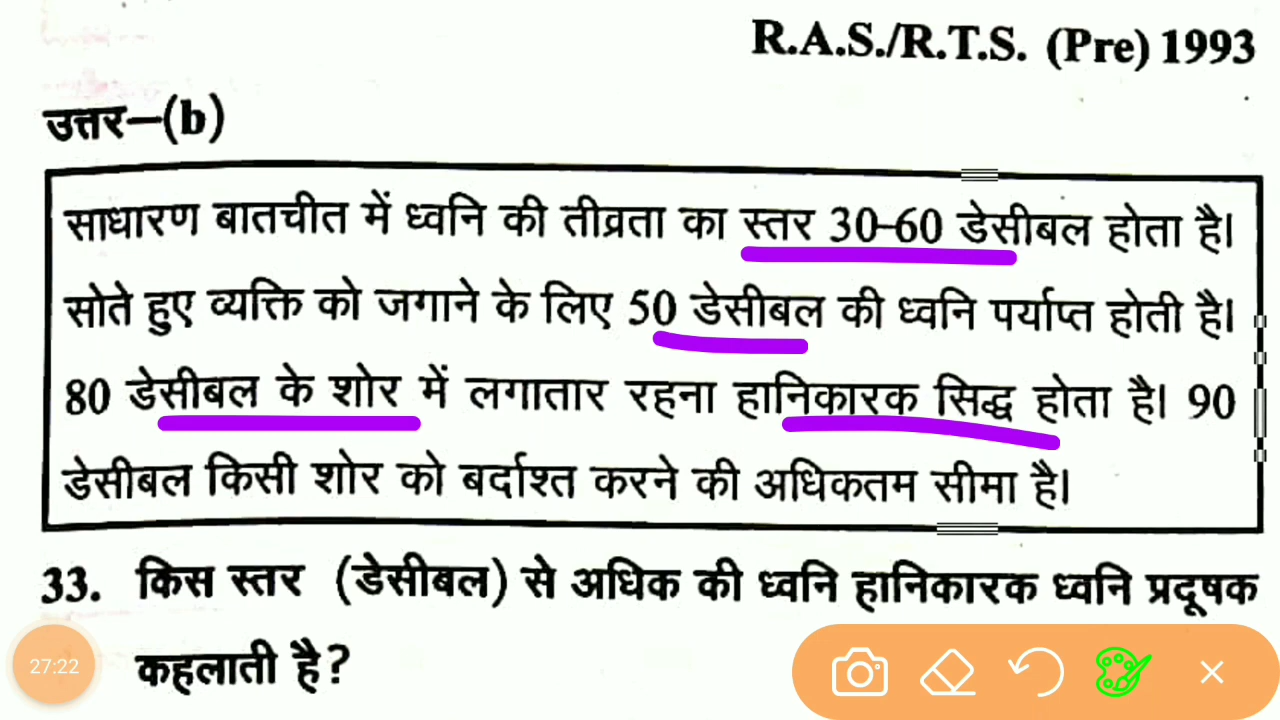 R.A.S./R.T.S. (Pre) 1993
उत्तर–(b)
साधारण बातचीत में ध्वनि की तीव्रता का स्तर 30–60 डेसीबल होता है।
सोते हुए व्यक्ति को जगाने के लिए 50 डेसीबल की ध्वनि पर्याप्त होती है।
80 डेसीबल के शोर में लगातार रहना हानिकारक सिद्ध होता है। 90
डेसीबल किसी शोर को बर्दाश्त करने की अधिकतम सीमा है।
33. किस स्तर (डेसीबल) से अधिक की ध्वनि हानिकारक ध्वनि प्रदूषक
कहलाती है?
27:22